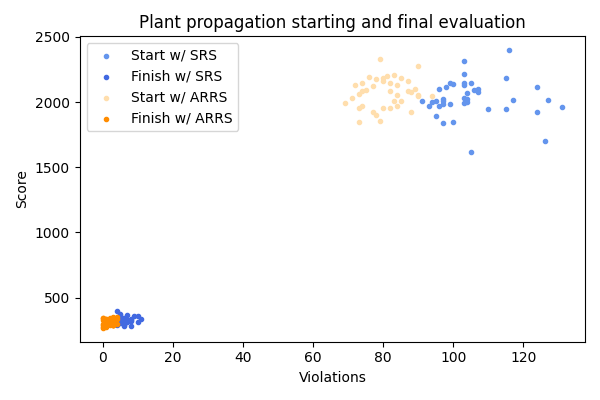 Plant propagation starting and final evaluation
Start w/ SRS
Finish w/ SRS
Start w/ ARRS
Finish w/ ARRS
Score
2500
2000
1500
1000
500
0 20 40 60 80 100 120
Violations